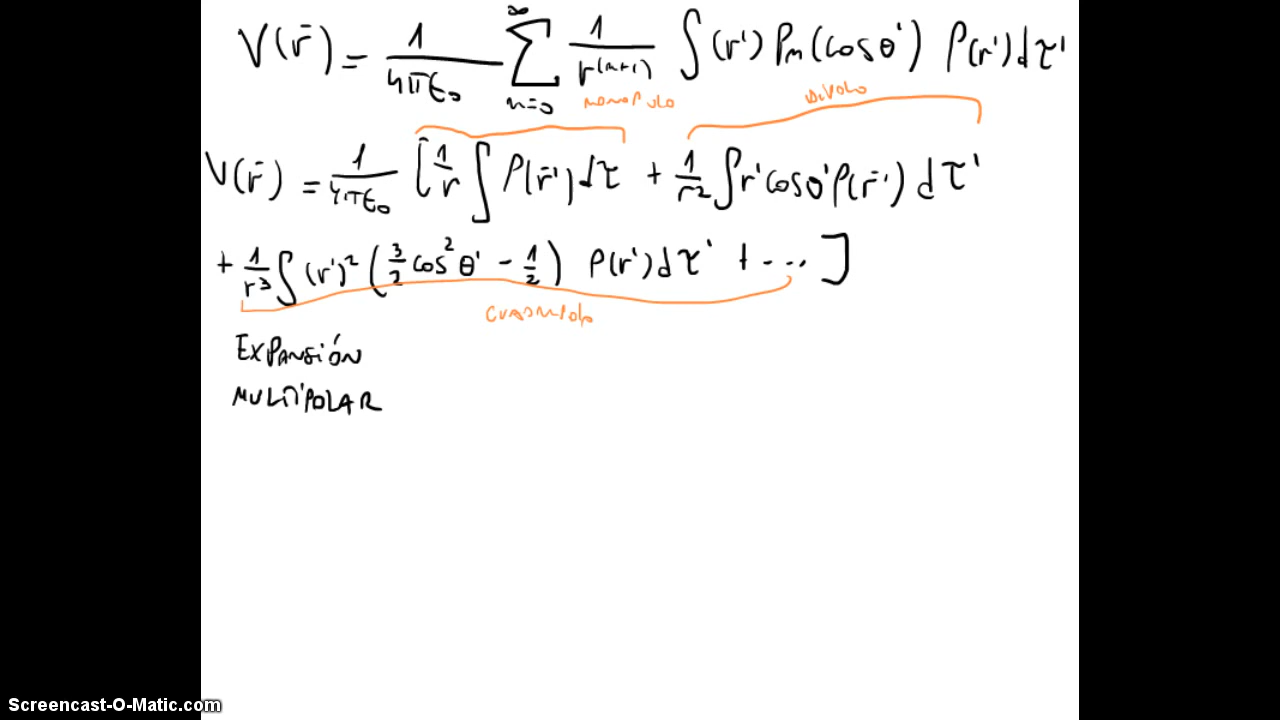 V(r̄) = 1/4πε₀ ∑_{n=0}^{∞} 1/r^(n+1) ∫(r') Pn(cosθ') ρ(r')dτ'
MONOPOLO DIPOLO
V(r̄) = 1/4πε₀ [1/r ∫ρ(r̄')dτ + 1/r² ∫r'cosθ'ρ(r̄')dτ'
+ 1/r³ ∫(r')² (3/2 cos²θ' - 1/2) ρ(r')dτ' + ... ]
CUADRUPOLO
EXPANSIÓN
MULTIPOLAR
Screencast-O-Matic.com